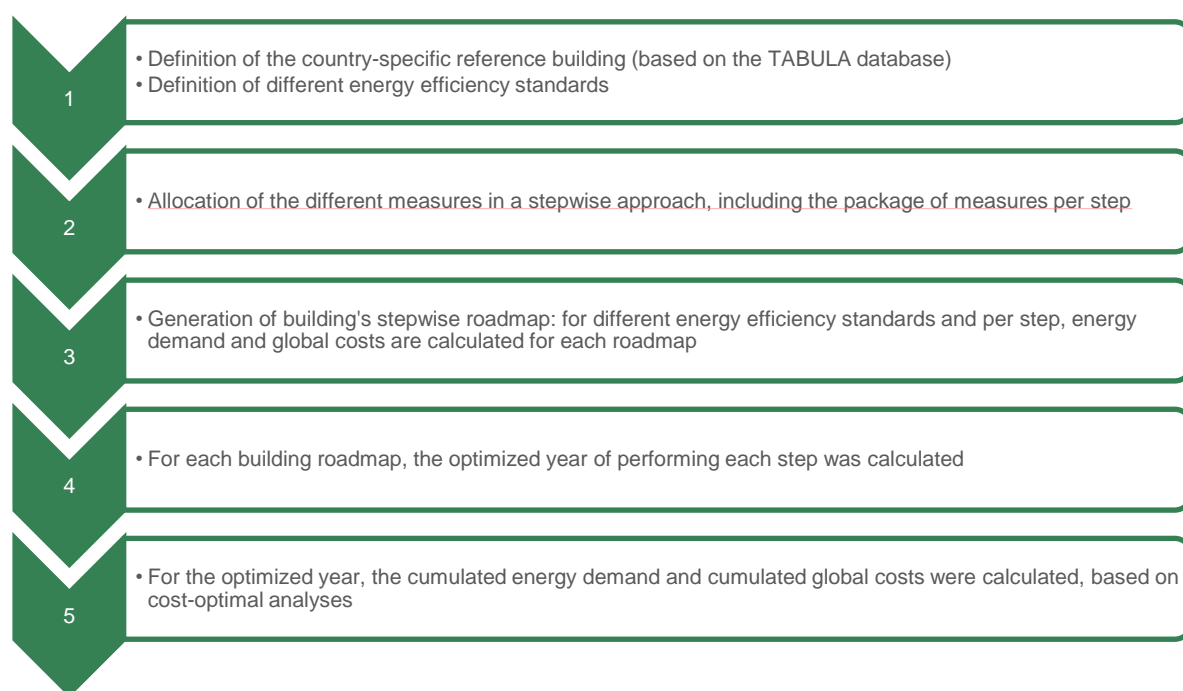 1
• Definition of the country-specific reference building (based on the TABULA database)
• Definition of different energy efficiency standards
2
• Allocation of the different measures in a stepwise approach, including the package of measures per step
3
• Generation of building's stepwise roadmap: for different energy efficiency standards and per step, energy
demand and global costs are calculated for each roadmap
4
• For each building roadmap, the optimized year of performing each step was calculated
5
• For the optimized year, the cumulated energy demand and cumulated global costs were calculated, based on
cost-optimal analyses